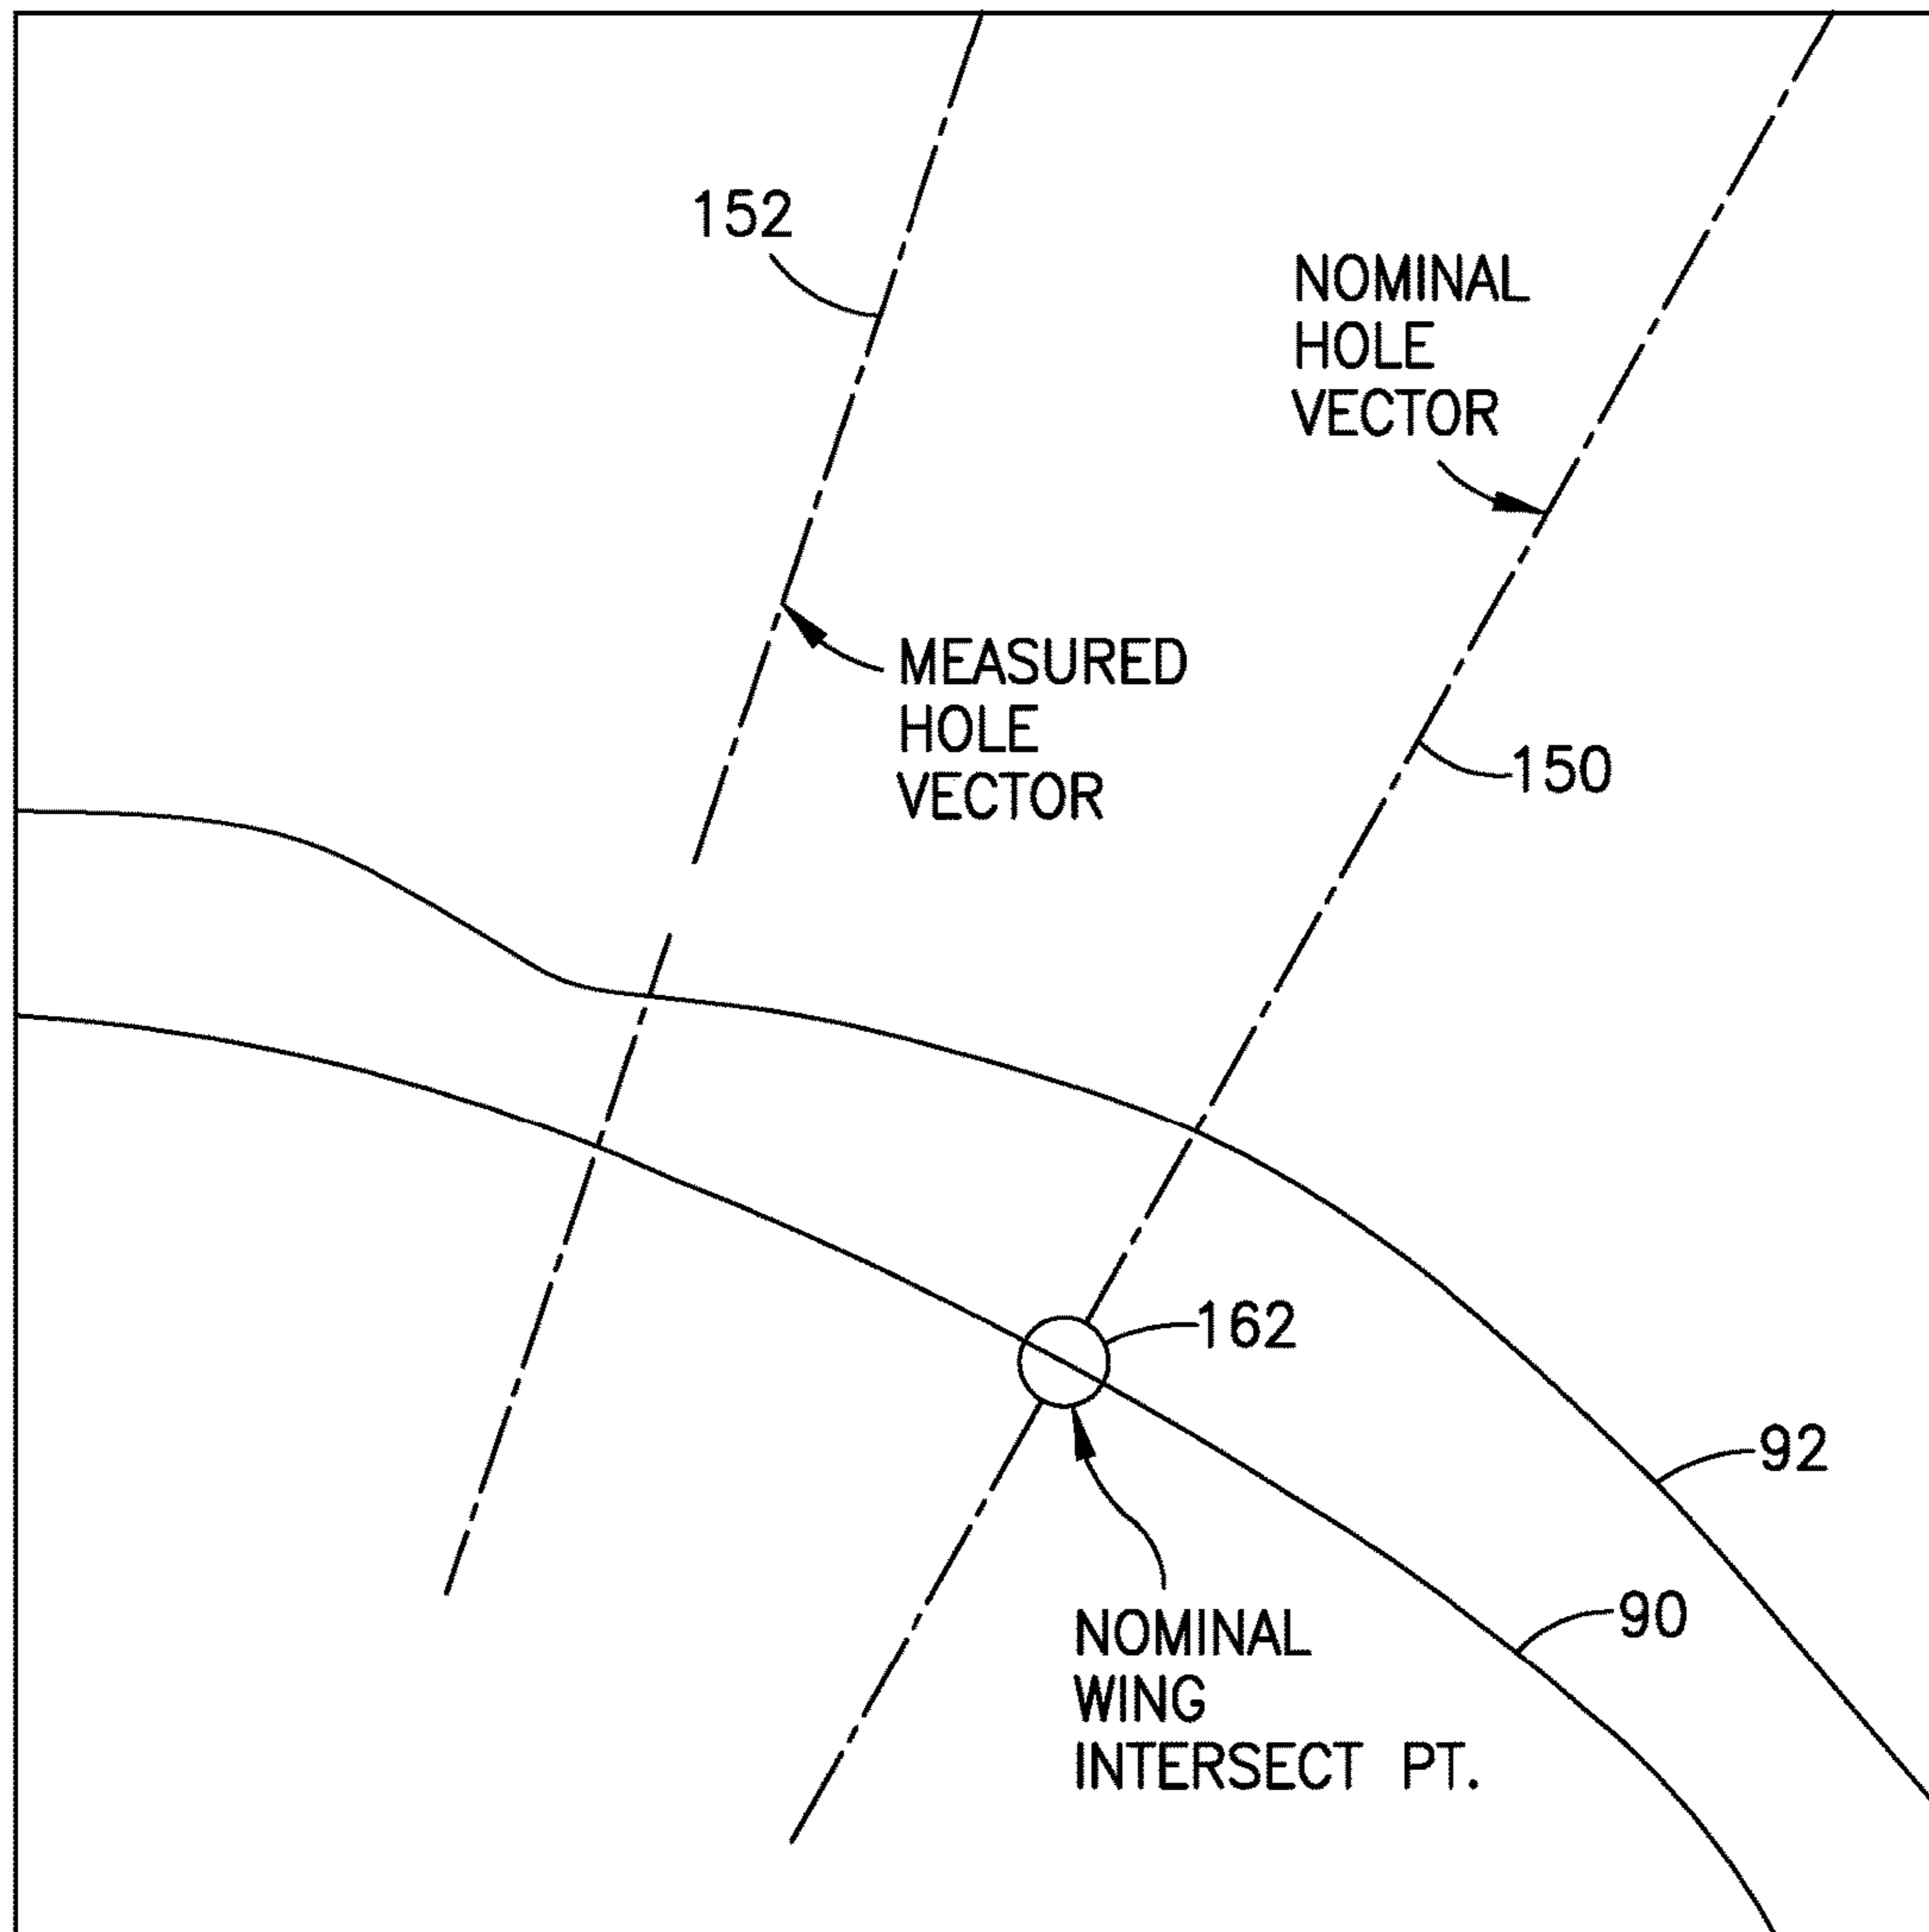 152
NOMINAL
HOLE
VECTOR
MEASURED
HOLE
VECTOR
150
162
92
90
NOMINAL
WING
INTERSECT PT.